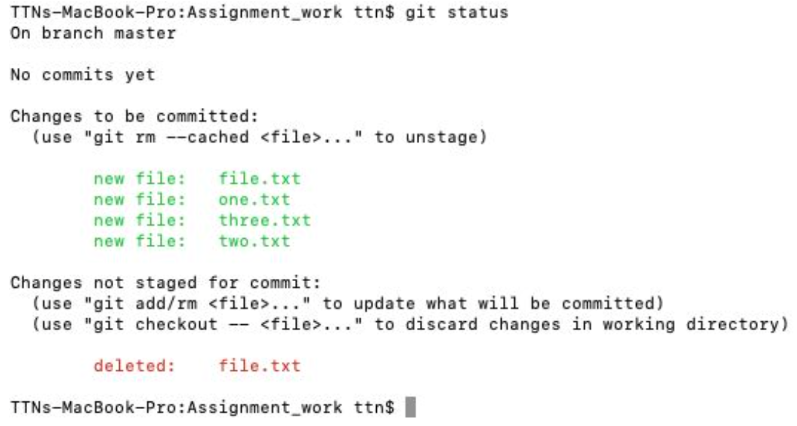 TTNs-MacBook-Pro:Assignment_work ttn$ git status
On branch master
No commits yet
Changes to be committed:
(use "git rm --cached <file>..." to unstage)
new file: file.txt
new file: one.txt
new file: three.txt
new file: two.txt
Changes not staged for commit:
(use "git add/rm <file>..." to update what will be committed)
(use "git checkout -- <file>..." to discard changes in working directory)
deleted: file.txt
TTNs-MacBook-Pro:Assignment_work ttn$